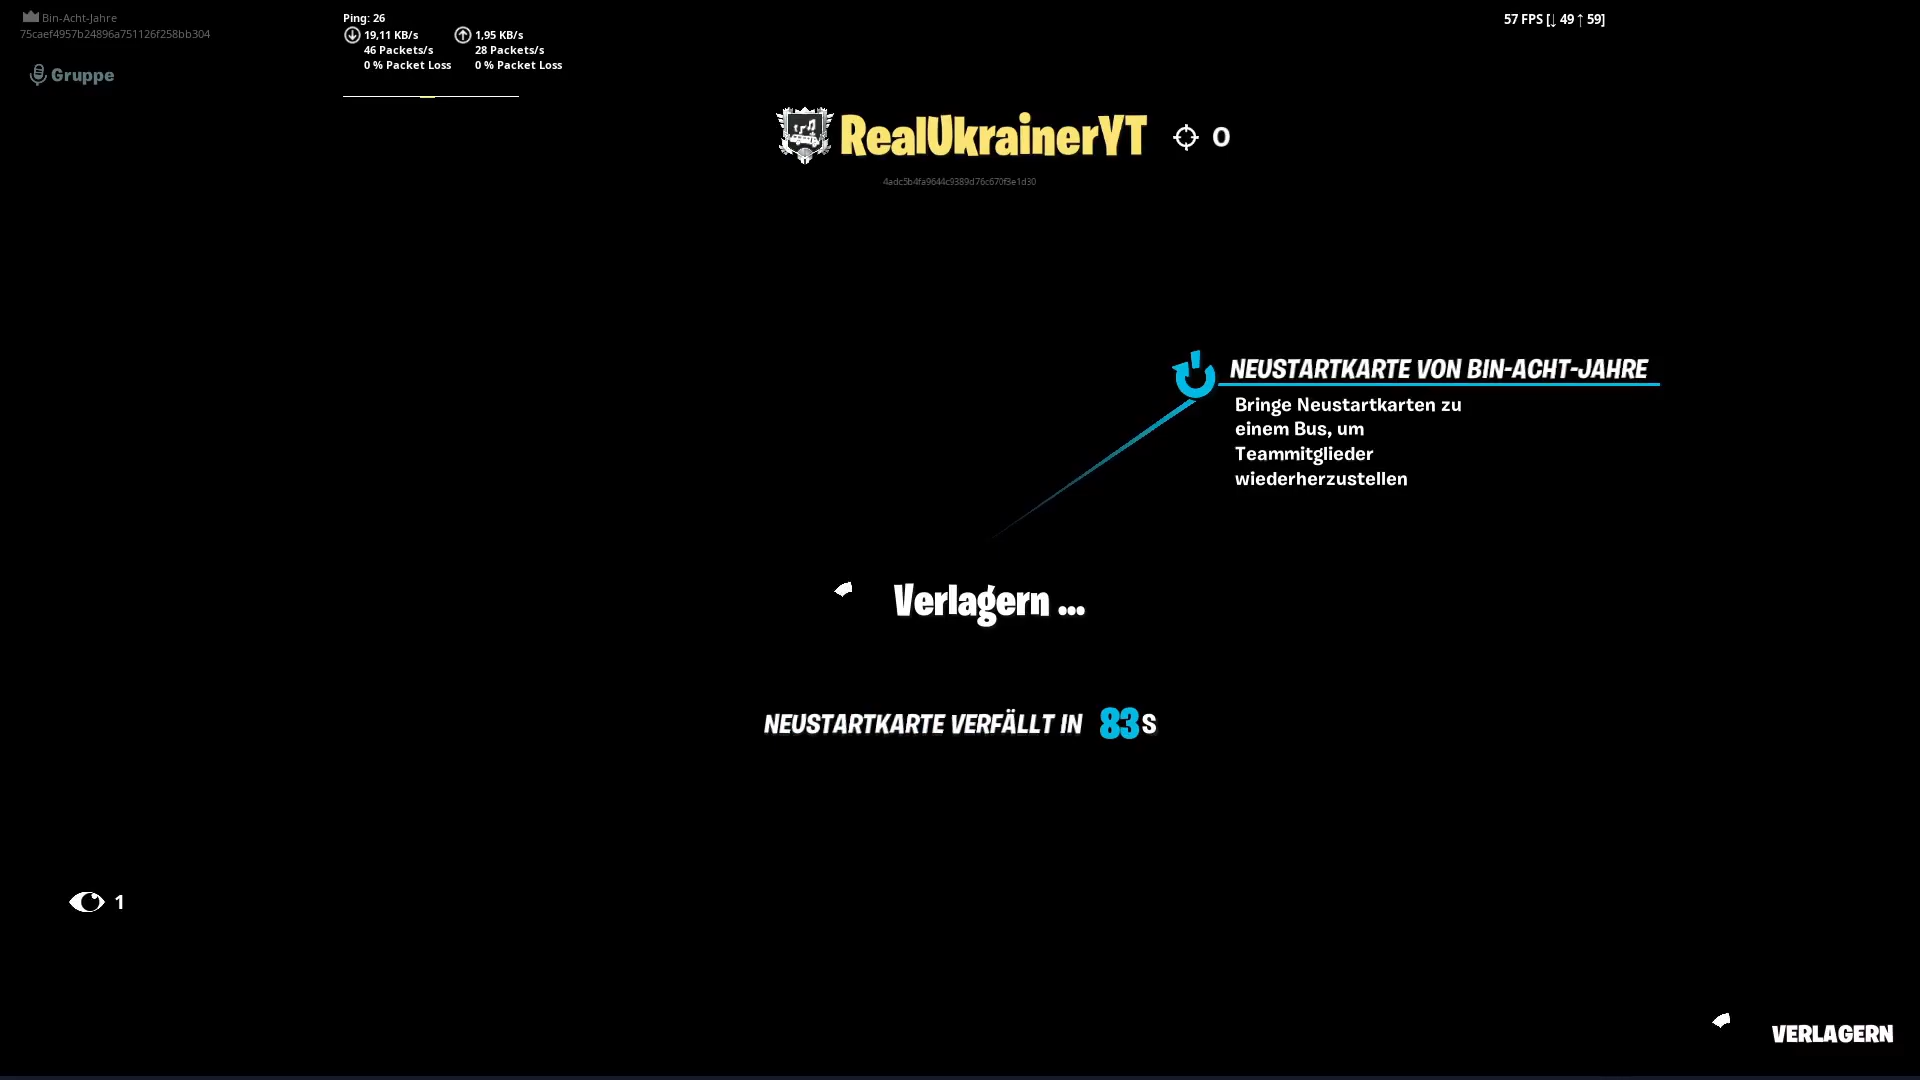 Bin-Acht-Jahre
75caef4957b24896a751126f258bb304
Gruppe
Ping: 26
19,11 KB/s 1,95 KB/s
46 Packets/s 28 Packets/s
0 % Packet Loss 0 % Packet Loss
57 FPS [↓ 49 ↑ 59]
RealUkrainerYT 0
4adc5b4fa9644c9389d76c670f3e1d30
NEUSTARTKARTE VON BIN-ACHT-JAHRE
Bringe Neustartkarten zu
einem Bus, um
Teammitglieder
wiederherzustellen
Verlagern ...
NEUSTARTKARTE VERFÄLLT IN 83 S
1
VERLAGERN